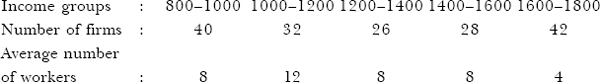 Income groups : 800–1000 1000–1200 1200–1400 1400–1600 1600–1800
Number of firms : 40 32 26 28 42
Average number
of workers : 8 12 8 8 4